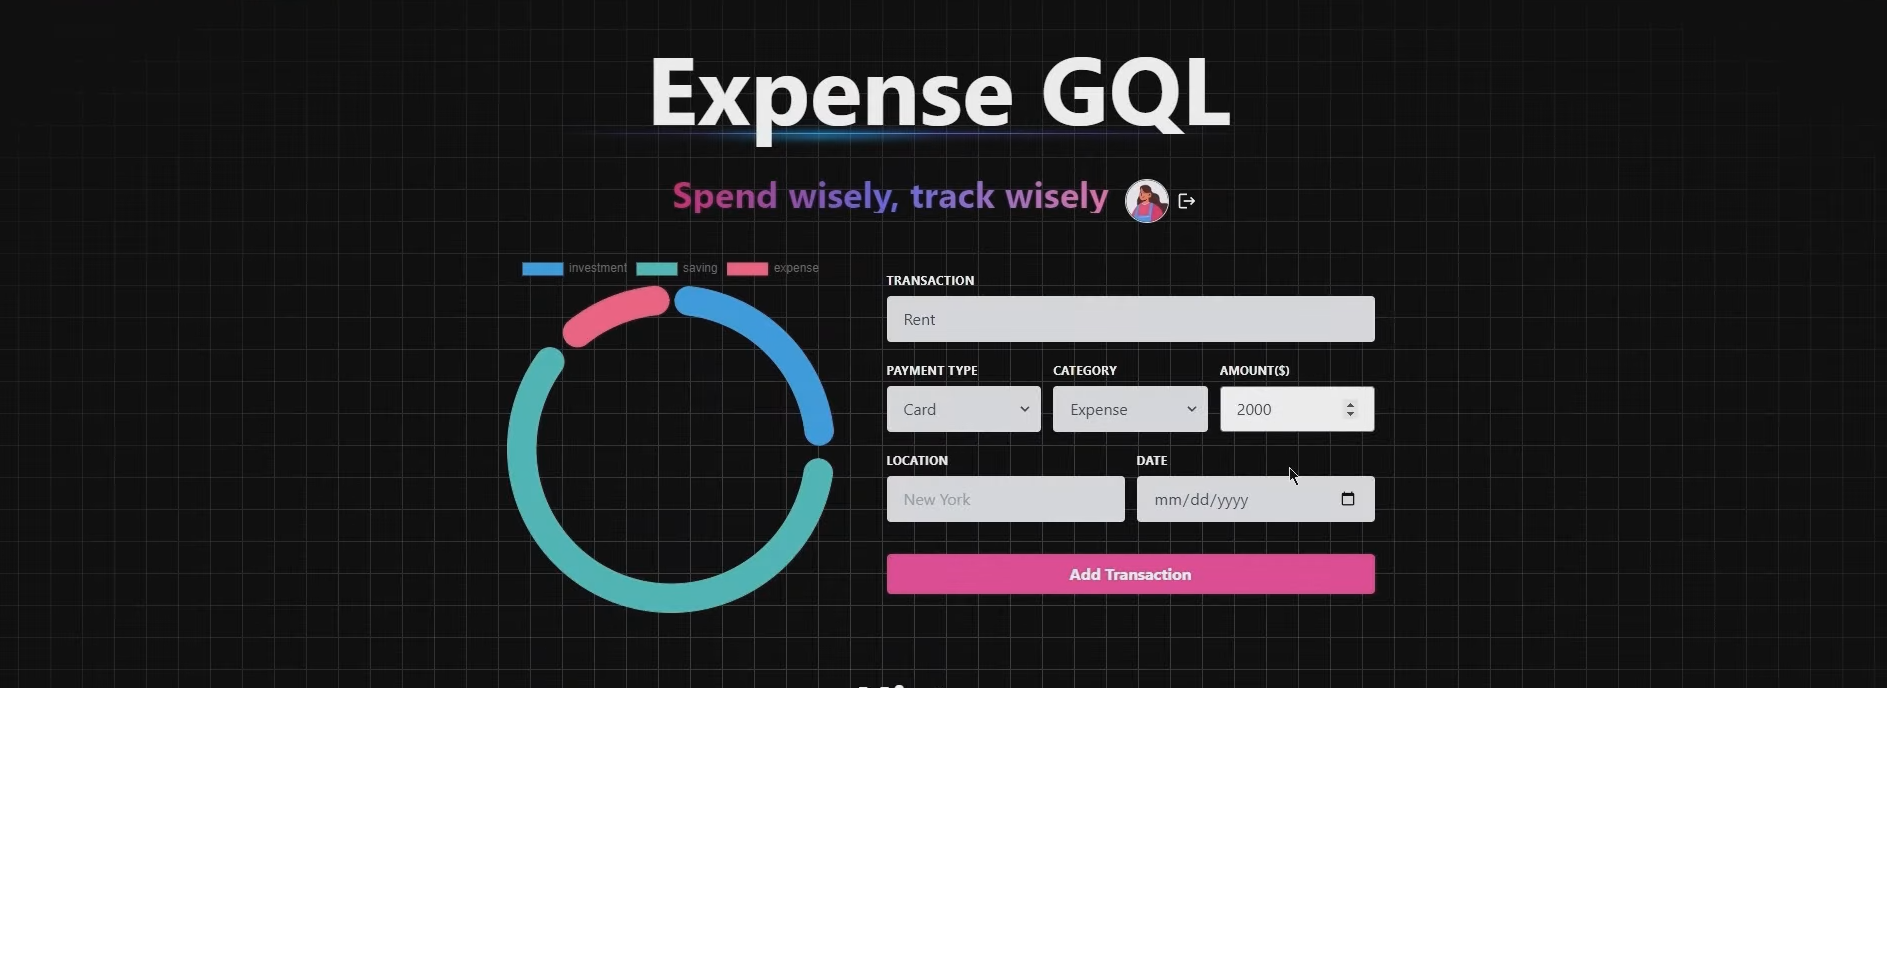 Expense GQL
Spend wisely, track wisely
investment saving expense
TRANSACTION
Rent
PAYMENT TYPE CATEGORY AMOUNT($)
Card Expense 2000
LOCATION DATE
New York mm/dd/yyyy
Add Transaction